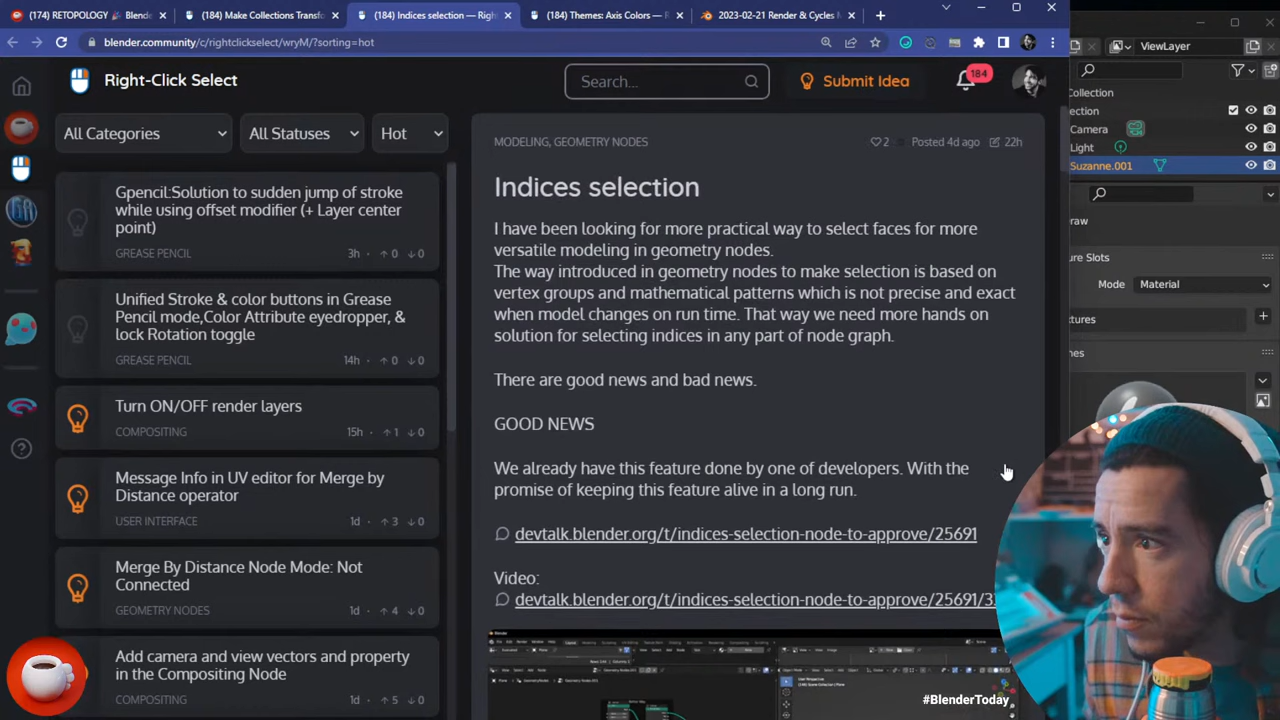 (174) RETOPOLOGY 🎉 Blende
(184) Make Collections Transfo
(184) Indices selection — Righ
(184) Themes: Axis Colors — R
2023-02-21 Render & Cycles M
blender.community/c/rightclickselect/wryM/?sorting=hot
ViewLayer
Right-Click Select
Search...
Submit Idea
184
All Categories
All Statuses
Hot
Gpencil:Solution to sudden jump of stroke
while using offset modifier (+ Layer center
point)
GREASE PENCIL
3h · ↑0 ↓0
Unified Stroke & color buttons in Grease
Pencil mode,Color Attribute eyedropper, &
lock Rotation toggle
GREASE PENCIL
14h · ↑0 ↓0
Turn ON/OFF render layers
COMPOSITING
15h · ↑1 ↓0
Message Info in UV editor for Merge by
Distance operator
USER INTERFACE
1d · ↑3 ↓0
Merge By Distance Node Mode: Not
Connected
GEOMETRY NODES
1d · ↑4 ↓0
Add camera and view vectors and property
in the Compositing Node
COMPOSITING
1d · ↑5 ↓0
MODELING, GEOMETRY NODES
2
Posted 4d ago
22h
Indices selection
I have been looking for more practical way to select faces for more
versatile modeling in geometry nodes.
The way introduced in geometry nodes to make selection is based on
vertex groups and mathematical patterns which is not precise and exact
when model changes on run time. That way we need more hands on
solution for selecting indices in any part of node graph.
There are good news and bad news.
GOOD NEWS
We already have this feature done by one of developers. With the
promise of keeping this feature alive in a long run.
devtalk.blender.org/t/indices-selection-node-to-approve/25691
Video:
devtalk.blender.org/t/indices-selection-node-to-approve/25691/3
Collection
ection
Camera
Light
Suzanne.001
raw
ure Slots
Mode
Material
xtures
nes
#BlenderToday